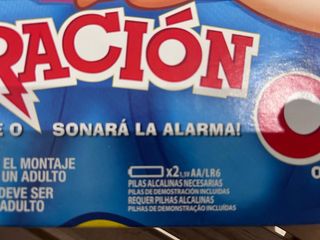 RACIÓN
E O SONARÁ LA ALARMA!
EL MONTAJE
UN ADULTO
DEVE SER
ADULTO
x2 1,5V AA/LR6
PILAS ALCALINAS NECESARIAS
PILAS DE DEMOSTRACIÓN INCLUÍDAS
REQUER PILHAS ALCALINAS
PILHAS DE DEMONSTRAÇÃO INCLUIDAS